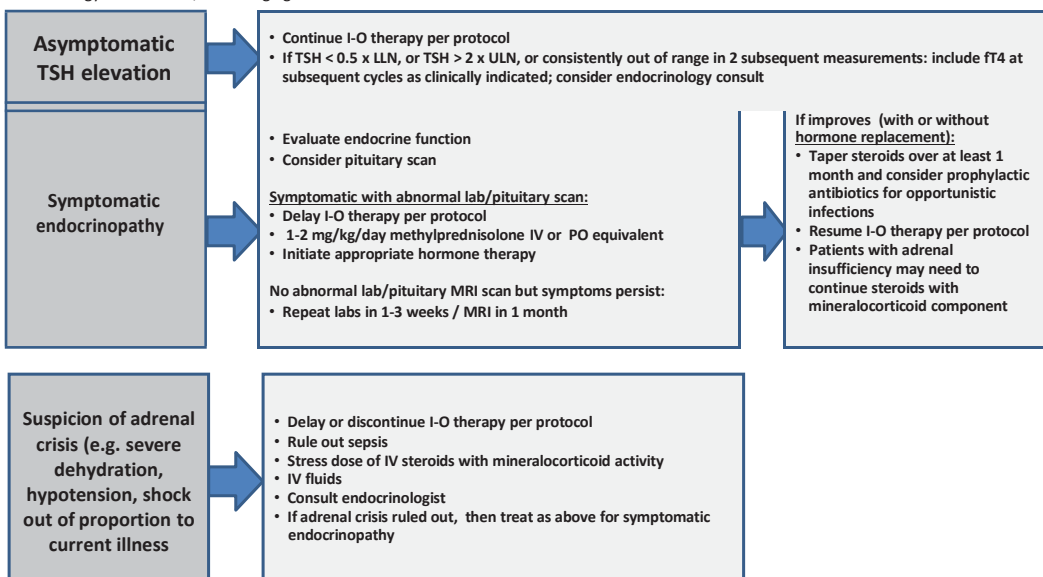 Asymptomatic
TSH elevation
• Continue I-O therapy per protocol
• If TSH < 0.5 x LLN, or TSH > 2 x ULN, or consistently out of range in 2 subsequent measurements: include fT4 at
subsequent cycles as clinically indicated; consider endocrinology consult
Symptomatic
endocrinopathy
• Evaluate endocrine function
• Consider pituitary scan
Symptomatic with abnormal lab/pituitary scan:
• Delay I-O therapy per protocol
• 1-2 mg/kg/day methylprednisolone IV or PO equivalent
• Initiate appropriate hormone therapy
No abnormal lab/pituitary MRI scan but symptoms persist:
• Repeat labs in 1-3 weeks / MRI in 1 month
If improves (with or without
hormone replacement):
• Taper steroids over at least 1
month and consider prophylactic
antibiotics for opportunistic
infections
• Resume I-O therapy per protocol
• Patients with adrenal
insufficiency may need to
continue steroids with
mineralocorticoid component
Suspicion of adrenal
crisis (e.g. severe
dehydration,
hypotension, shock
out of proportion to
current illness
• Delay or discontinue I-O therapy per protocol
• Rule out sepsis
• Stress dose of IV steroids with mineralocorticoid activity
• IV fluids
• Consult endocrinologist
• If adrenal crisis ruled out, then treat as above for symptomatic
endocrinopathy